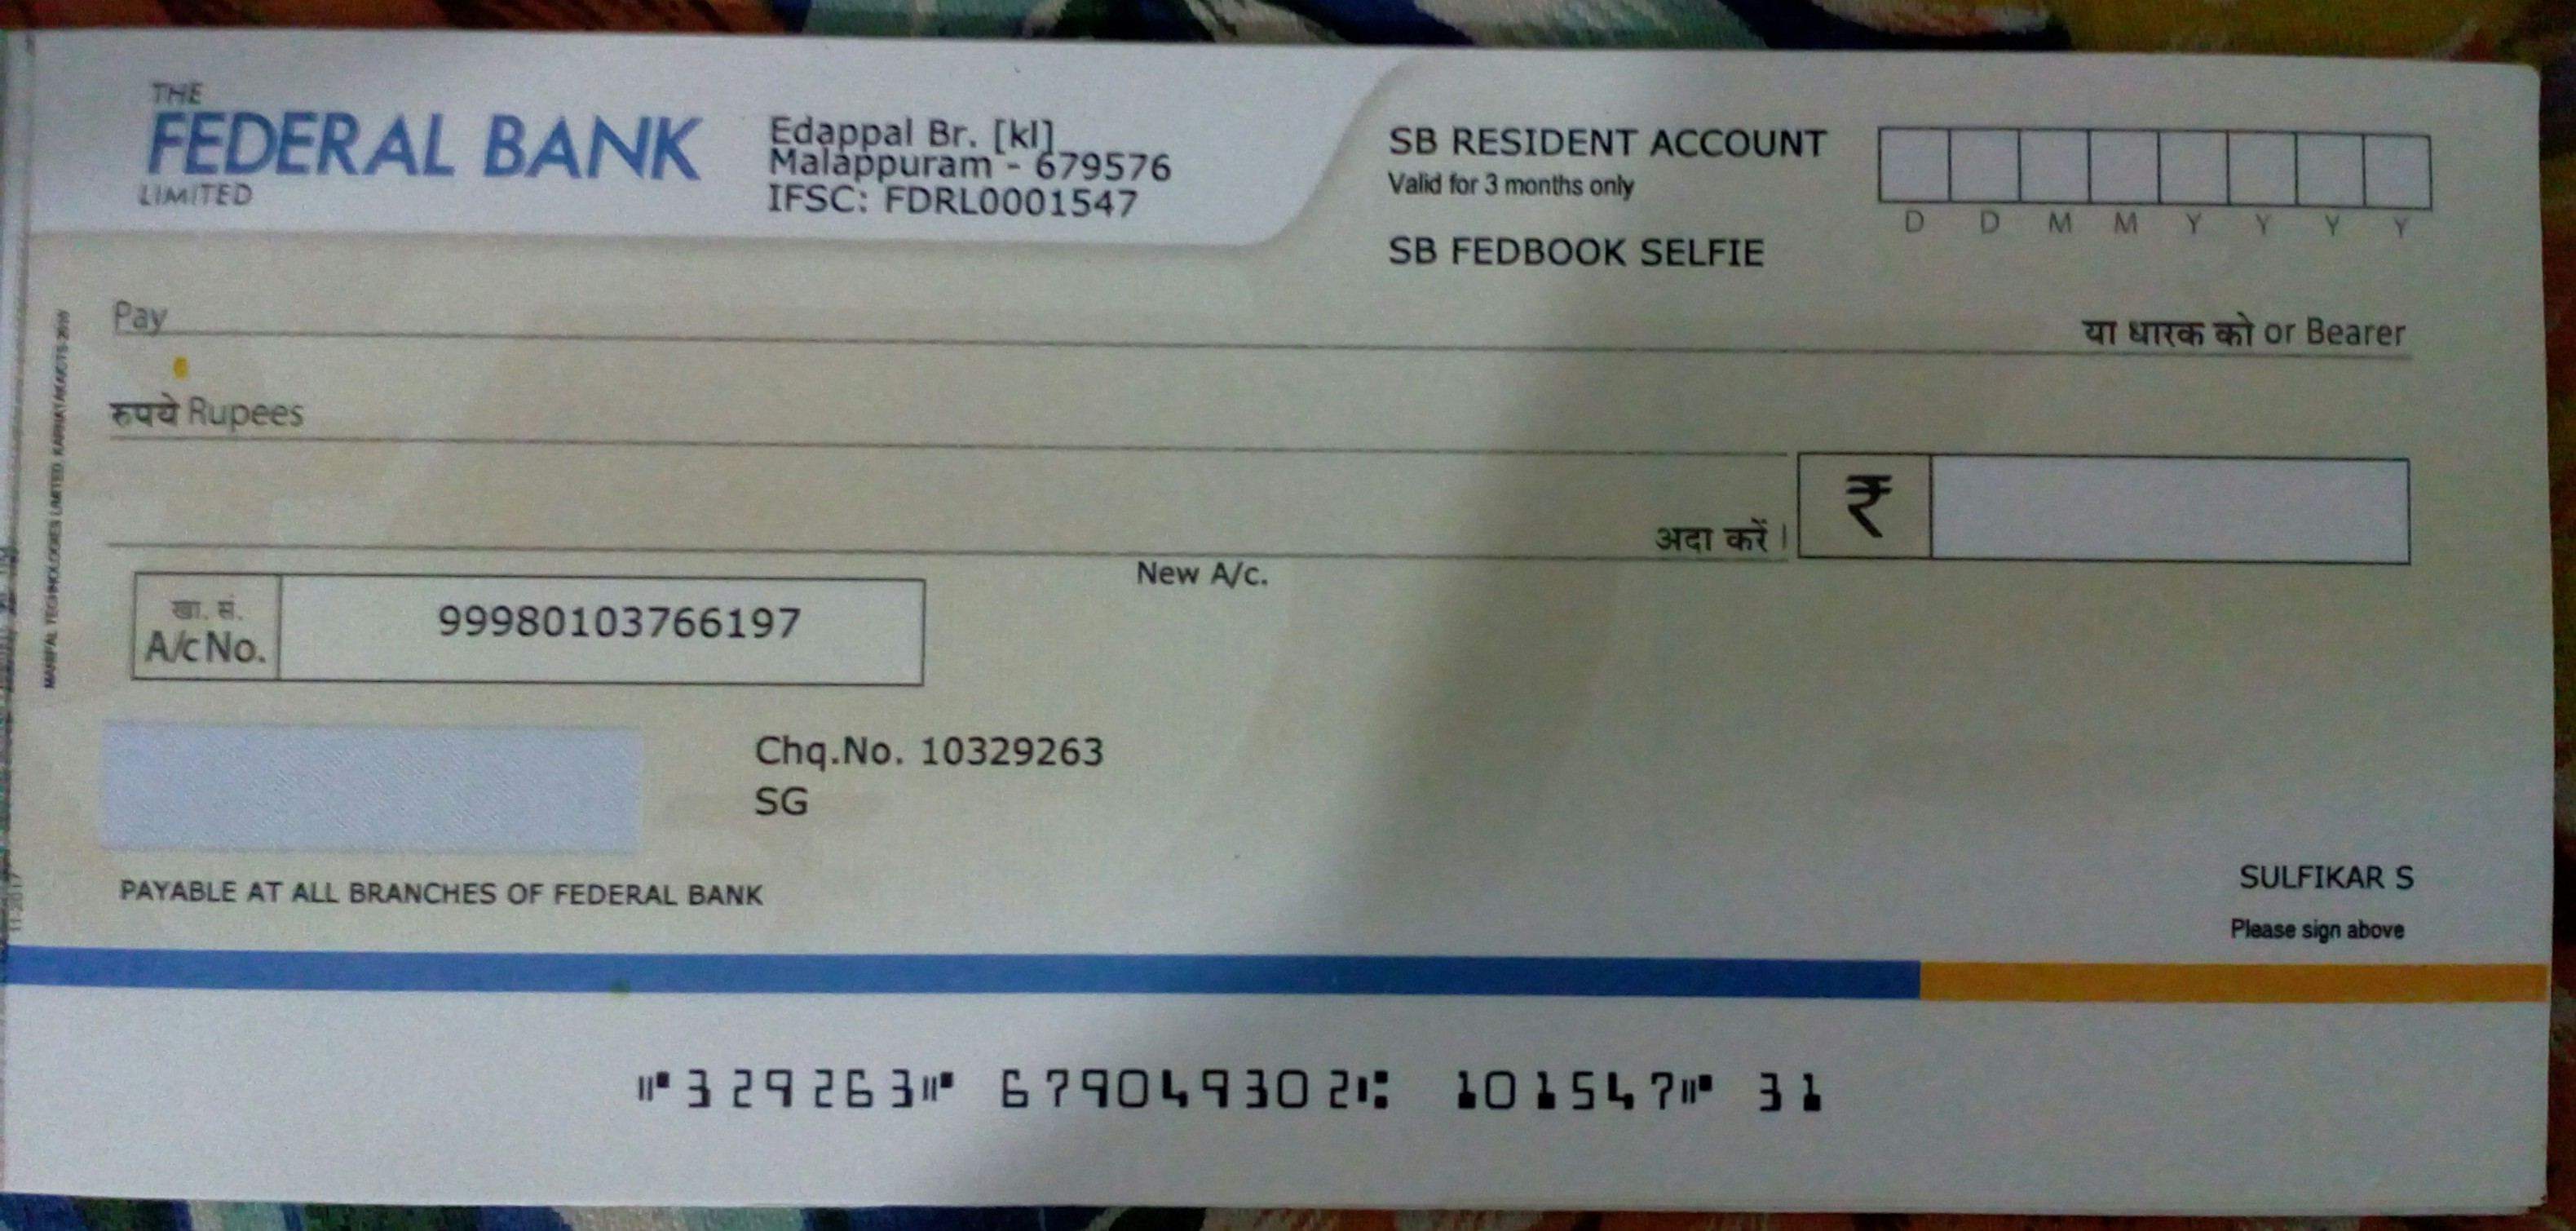 THE
FEDERAL BANK
LIMITED
Edappal Br. [kl]
Malappuram - 679576
IFSC: FDRL0001547
SB RESIDENT ACCOUNT
Valid for 3 months only
SB FEDBOOK SELFIE
D D M M Y Y Y Y
Pay
या धारक को or Bearer
रुपये Rupees
अदा करें।
₹
New A/c.
खा. सं.
A/c No.
99980103766197
Chq.No. 10329263
SG
PAYABLE AT ALL BRANCHES OF FEDERAL BANK
SULFIKAR S
Please sign above
⑈329263⑈ 679049302⑆ 101547⑈ 31
MANIPAL TECHNOLOGIES LIMITED, KARNATAKA/CTS-2010
11-2017